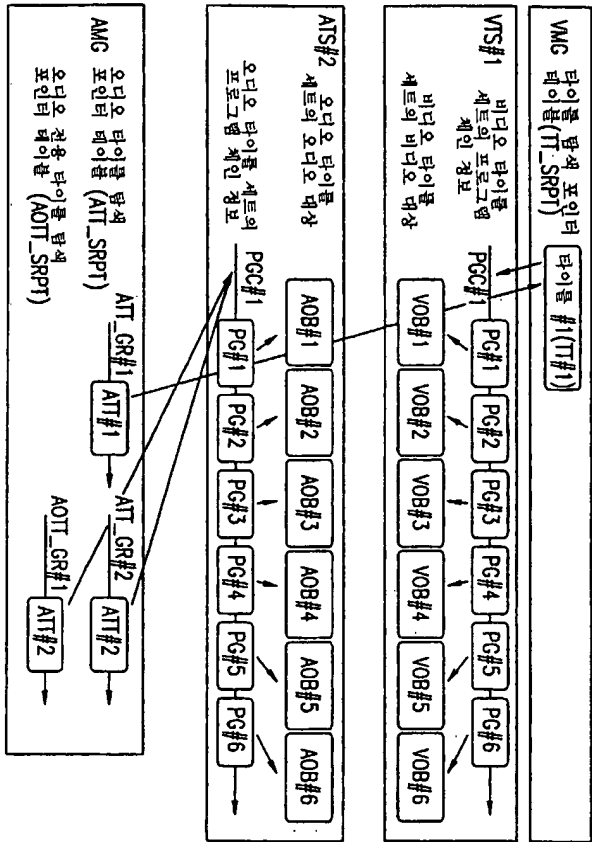 VMG
타이틀 탐색 포인터
테이블(TT_SRPT)
타이틀 #1(TT#1)
VTS#1
비디오 타이틀
세트의 프로그램
체인 정보
PGC#1
PG#1
PG#2
PG#3
PG#4
PG#5
PG#6
비디오 타이틀
세트의 비디오 대상
VOB#1
VOB#2
VOB#3
VOB#4
VOB#5
VOB#6
ATS#2
오디오 타이틀
세트의 오디오 대상
AOB#1
AOB#2
AOB#3
AOB#4
AOB#5
AOB#6
오디오 타이틀 세트의
프로그램 체인 정보
PGC#1
PG#1
PG#2
PG#3
PG#4
PG#5
PG#6
AMG
오디오 타이틀 탐색
포인터 테이블 (ATT_SRPT)
ATT_GR#1
ATT#1
ATT_GR#2
ATT#2
오디오 전용 타이틀 탐색
포인터 테이블 (AOTT_SRPT)
AOTT_GR#1
ATT#2